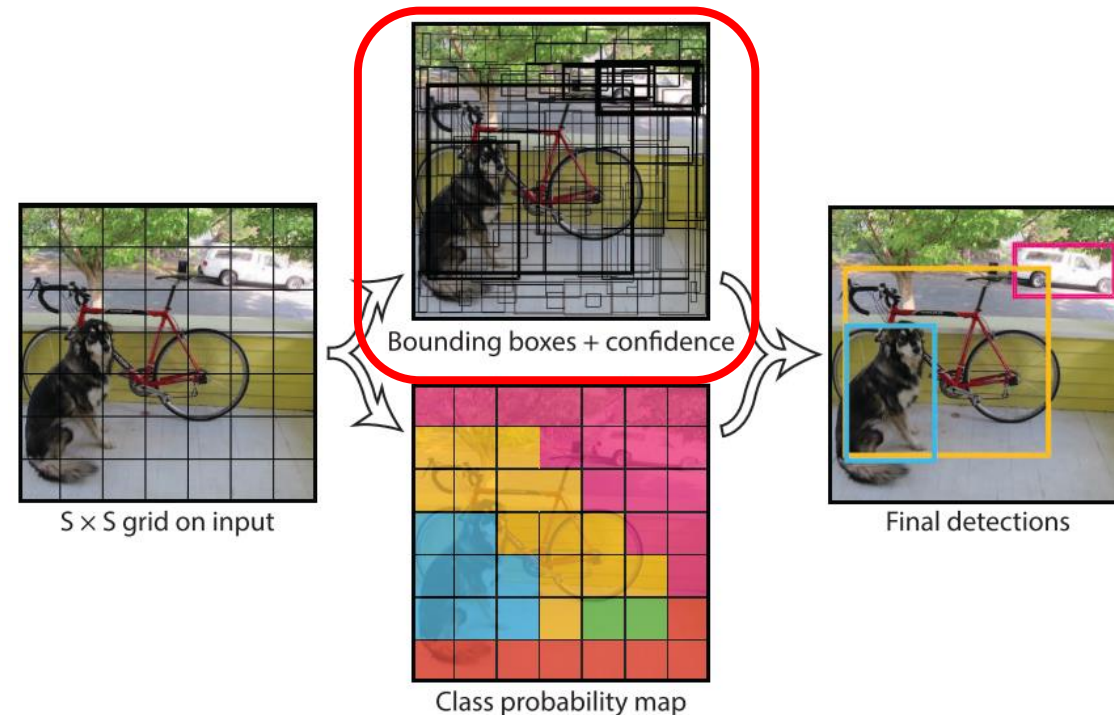 Bounding boxes + confidence
S × S grid on input
Final detections
Class probability map